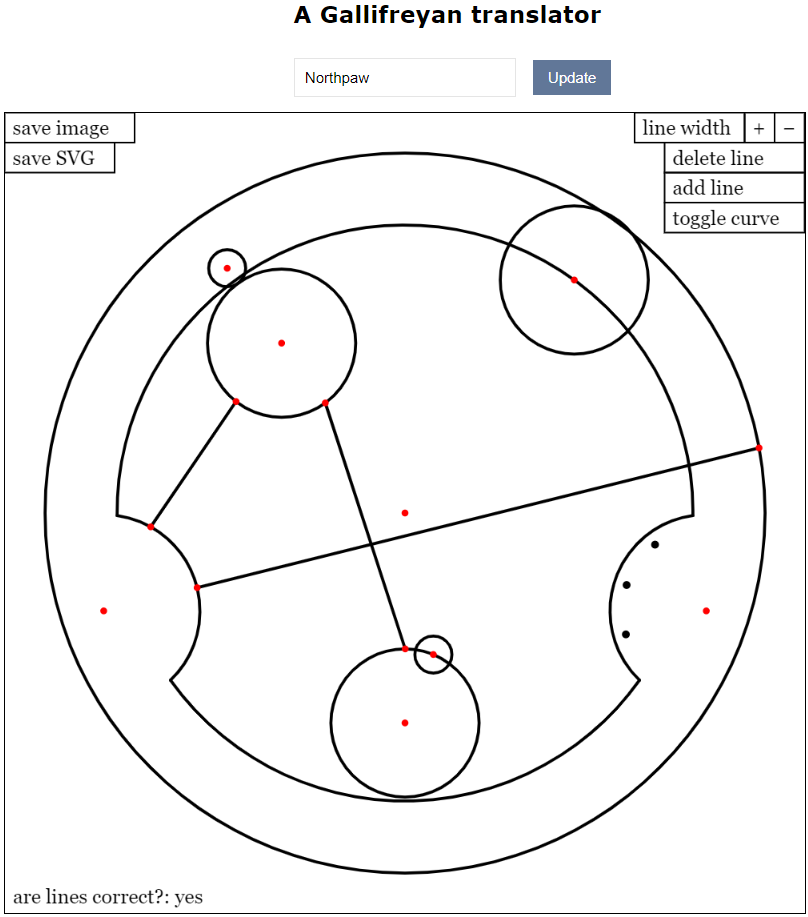 A Gallifreyan translator
Northpaw Update
save image line width + −
save SVG delete line
add line
toggle curve
are lines correct?: yes